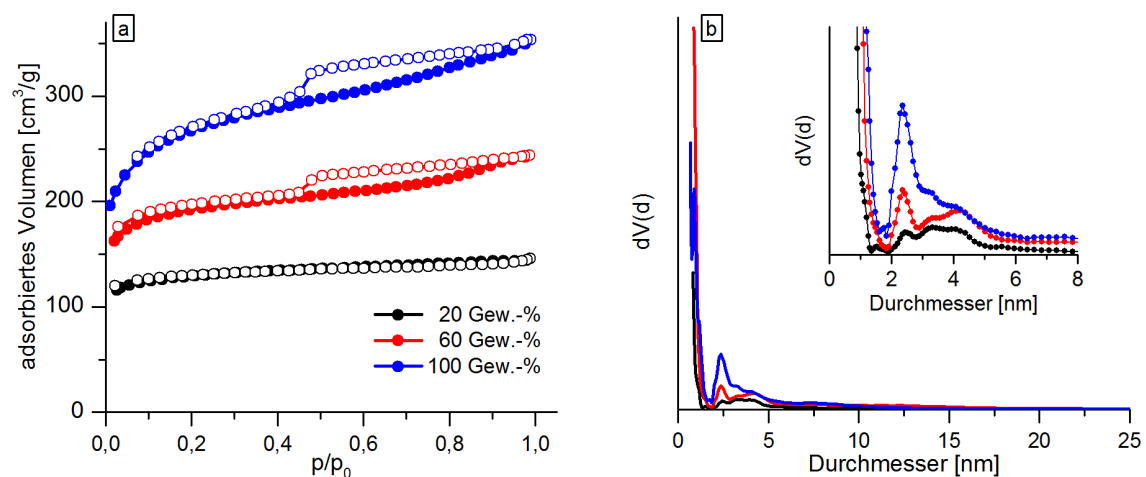 a
adsorbiertes Volumen [cm³/g]
300
200
100
0
0,0
0,2
0,4
0,6
0,8
1,0
p/p₀
20 Gew.-%
60 Gew.-%
100 Gew.-%
b
dV(d)
0
5
10
15
20
25
Durchmesser [nm]
dV(d)
0
2
4
6
8
Durchmesser [nm]